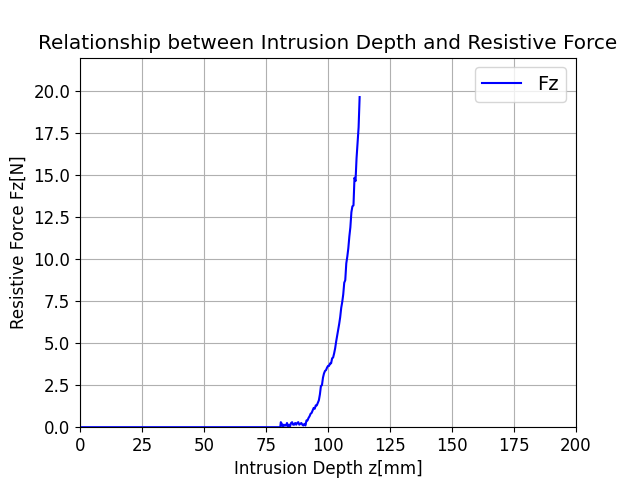 Relationship between Intrusion Depth and Resistive Force
Fz
Resistive Force Fz[N]
20.0
17.5
15.0
12.5
10.0
7.5
5.0
2.5
0.0
0 25 50 75 100 125 150 175 200
Intrusion Depth z[mm]